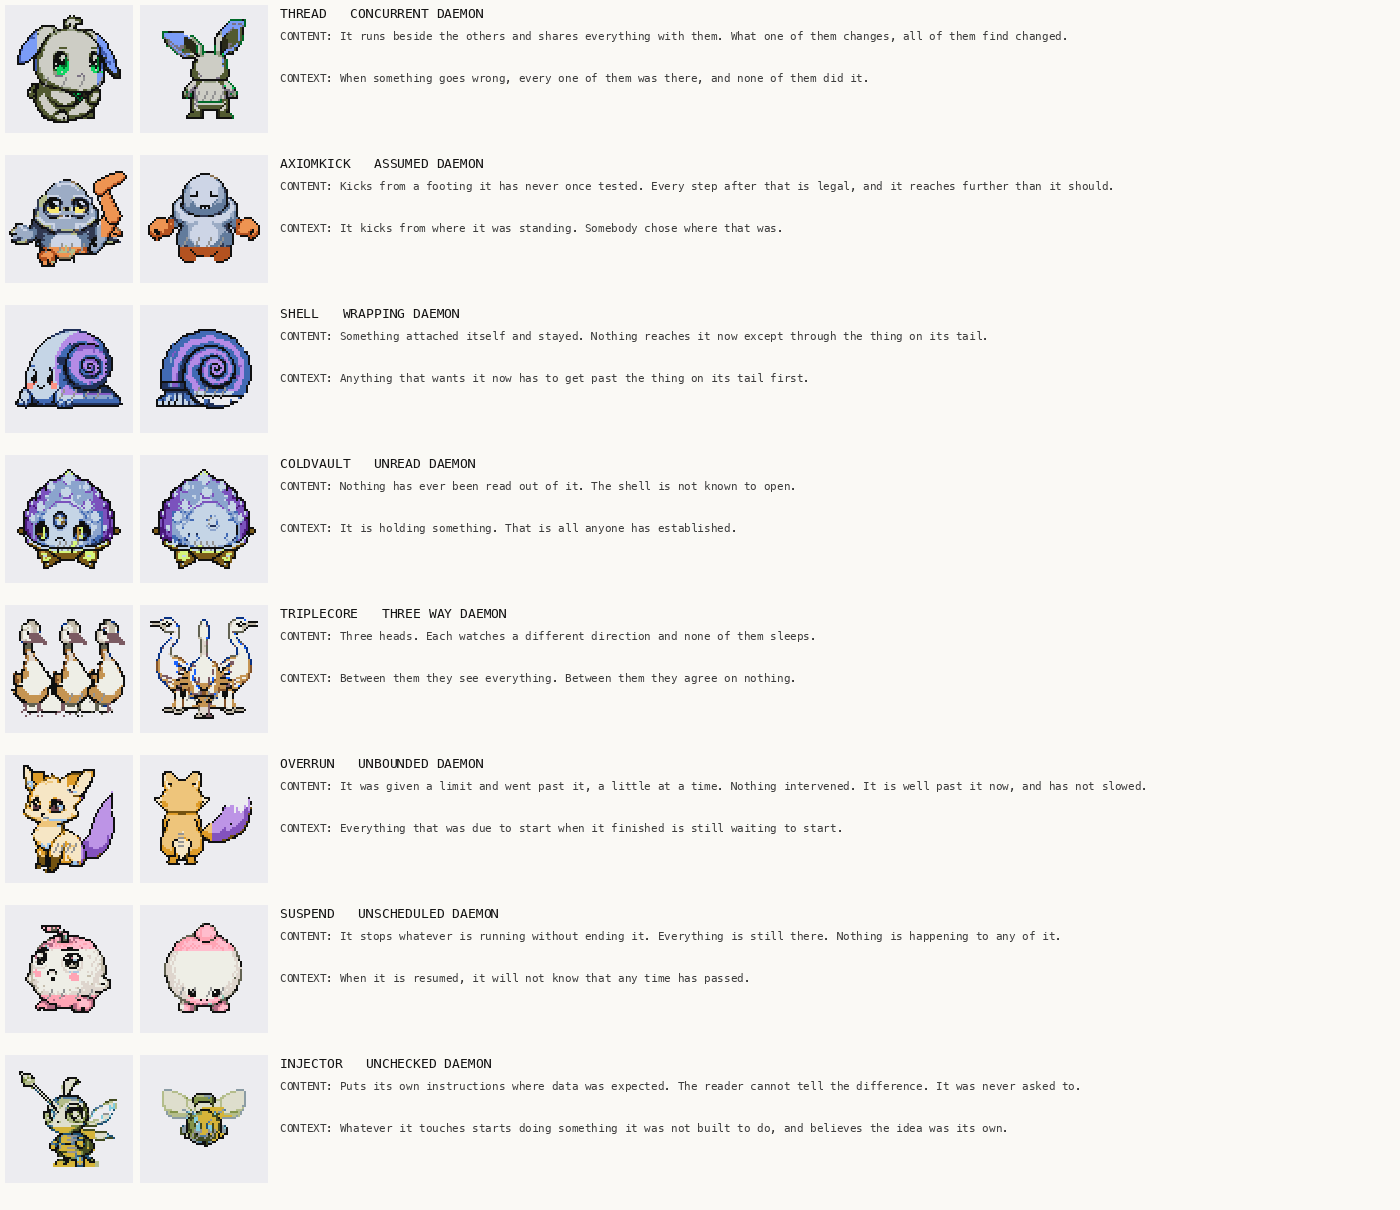 THREAD   CONCURRENT DAEMON
CONTENT: It runs beside the others and shares everything with them. What one of them changes, all of them find changed.
CONTEXT: When something goes wrong, every one of them was there, and none of them did it.
AXIOMKICK   ASSUMED DAEMON
CONTENT: Kicks from a footing it has never once tested. Every step after that is legal, and it reaches further than it should.
CONTEXT: It kicks from where it was standing. Somebody chose where that was.
SHELL   WRAPPING DAEMON
CONTENT: Something attached itself and stayed. Nothing reaches it now except through the thing on its tail.
CONTEXT: Anything that wants it now has to get past the thing on its tail first.
COLDVAULT   UNREAD DAEMON
CONTENT: Nothing has ever been read out of it. The shell is not known to open.
CONTEXT: It is holding something. That is all anyone has established.
TRIPLECORE   THREE WAY DAEMON
CONTENT: Three heads. Each watches a different direction and none of them sleeps.
CONTEXT: Between them they see everything. Between them they agree on nothing.
OVERRUN   UNBOUNDED DAEMON
CONTENT: It was given a limit and went past it, a little at a time. Nothing intervened. It is well past it now, and has not slowed.
CONTEXT: Everything that was due to start when it finished is still waiting to start.
SUSPEND   UNSCHEDULED DAEMON
CONTENT: It stops whatever is running without ending it. Everything is still there. Nothing is happening to any of it.
CONTEXT: When it is resumed, it will not know that any time has passed.
INJECTOR   UNCHECKED DAEMON
CONTENT: Puts its own instructions where data was expected. The reader cannot tell the difference. It was never asked to.
CONTEXT: Whatever it touches starts doing something it was not built to do, and believes the idea was its own.